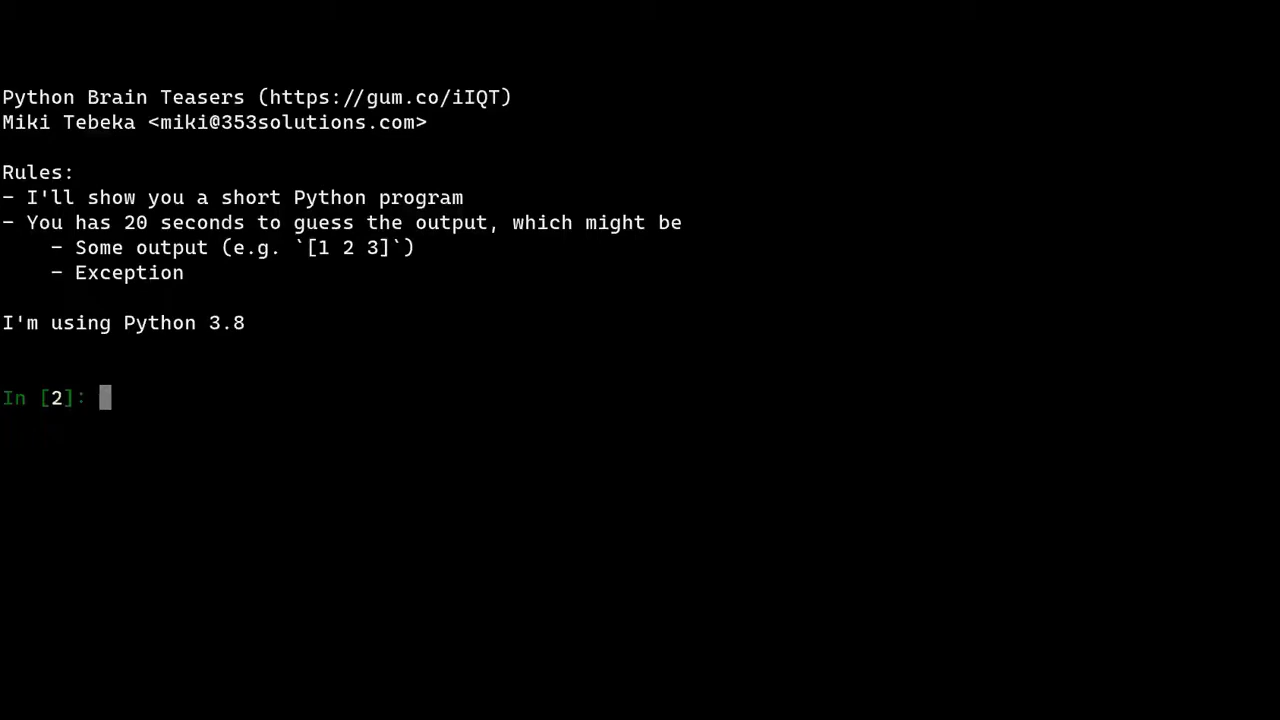 Python Brain Teasers (https://gum.co/iIQT)
Miki Tebeka <miki@353solutions.com>
Rules:
- I'll show you a short Python program
- You has 20 seconds to guess the output, which might be
- Some output (e.g. `[1 2 3]`)
- Exception
I'm using Python 3.8
In [2]: